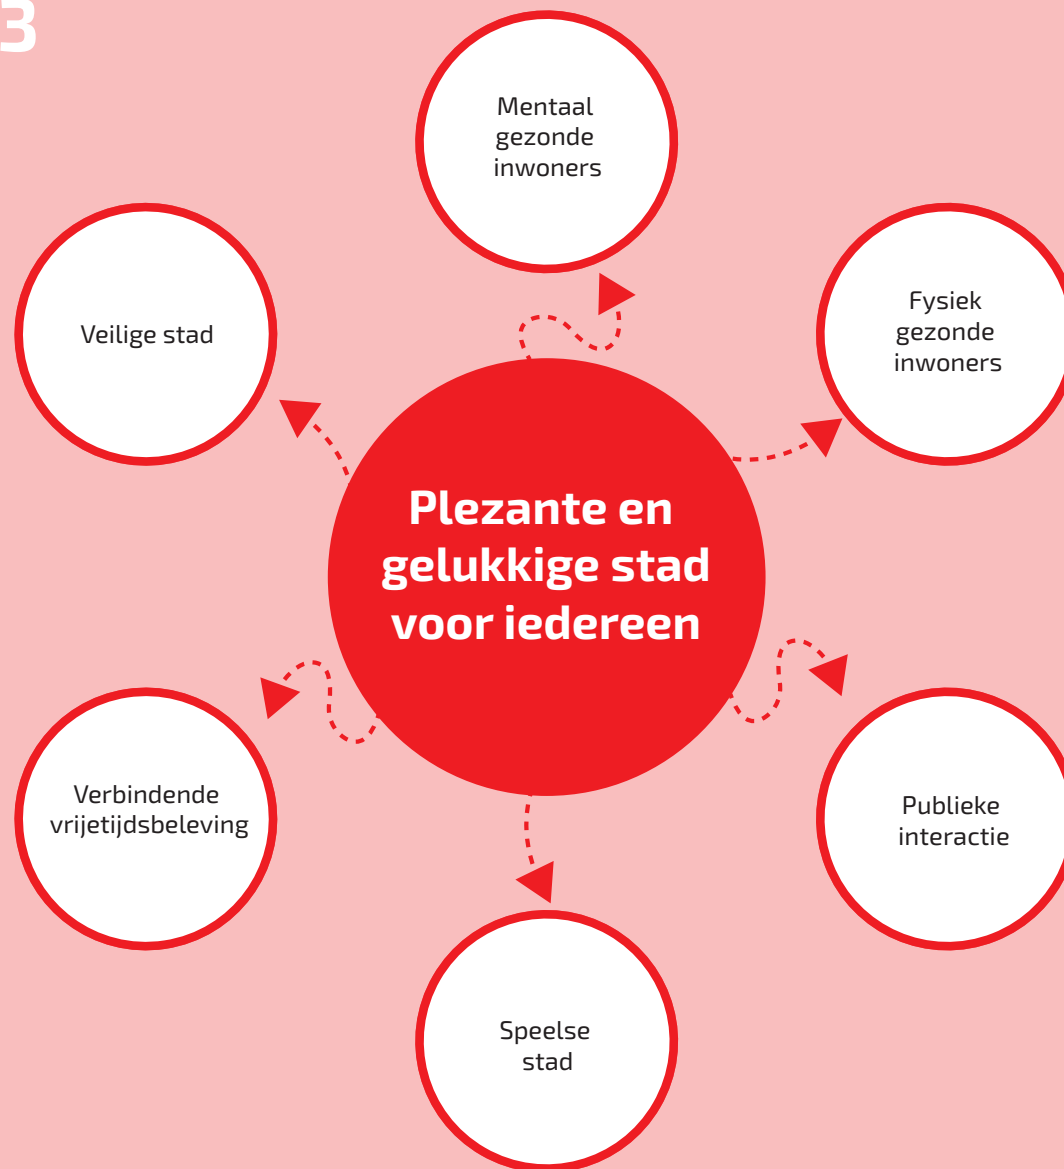 3
Mentaal
gezonde
inwoners
Veilige stad
Fysiek
gezonde
inwoners
Plezante en
gelukkige stad
voor iedereen
Verbindende
vrijetijdsbeleving
Publieke
interactie
Speelse
stad